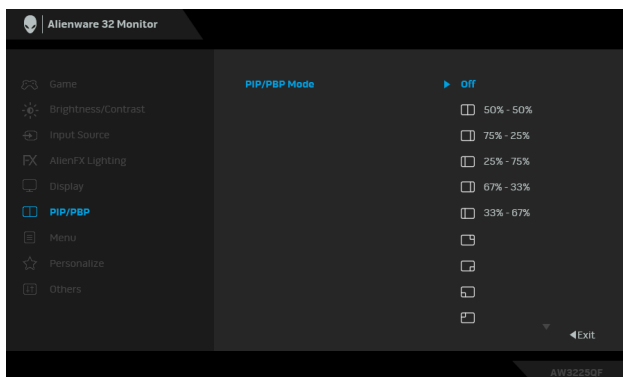 Alienware 32 Monitor
Game
Brightness/Contrast
Input Source
FX AlienFX Lighting
Display
PIP/PBP
Menu
Personalize
Others
PIP/PBP Mode
Off
50% - 50%
75% - 25%
25% - 75%
67% - 33%
33% - 67%
Exit
AW3225QF